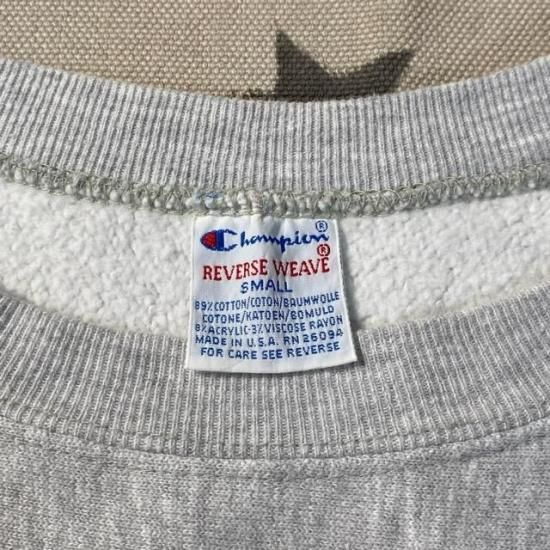 Champion®
REVERSE WEAVE®
SMALL
89% COTTON/COTON/BAUMWOLLE
COTONE/KATOEN/BOMULD
8% ACRYLIC-3% VISCOSE RAYON
MADE IN U.S.A. RN 26094
FOR CARE SEE REVERSE